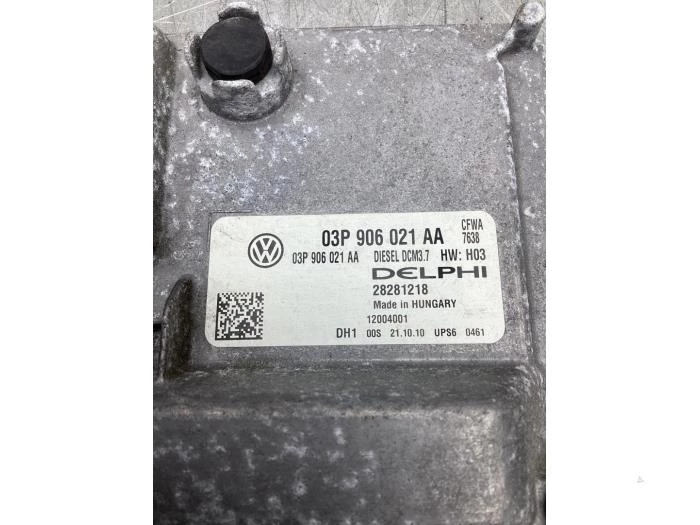 03P 906 021 AA CFWA 7638
03P 906 021 AA DIESEL DCM3.7 HW: H03
DELPHI
28281218
Made in HUNGARY
12004001
DH1 00S 21.10.10 UPS6 0461